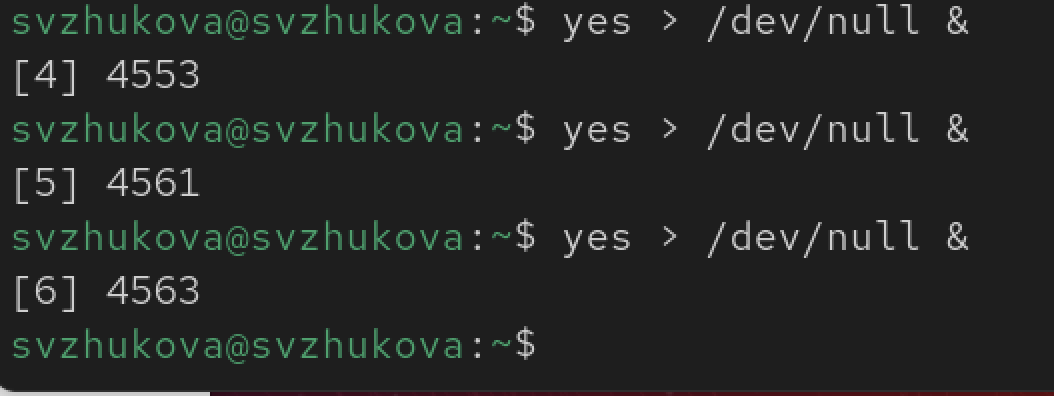 svzhukova@svzhukova:~$ yes > /dev/null &
[4] 4553
svzhukova@svzhukova:~$ yes > /dev/null &
[5] 4561
svzhukova@svzhukova:~$ yes > /dev/null &
[6] 4563
svzhukova@svzhukova:~$